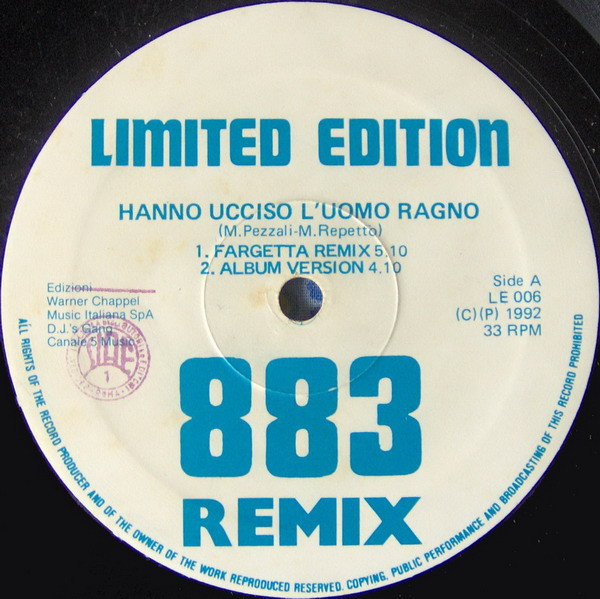 LIMITED EDITION
HANNO UCCISO L'UOMO RAGNO
(M.Pezzali-M.Repetto)
1. FARGETTA REMIX 5.10
2. ALBUM VERSION 4.10
Edizioni
Warner Chappel
Music Italiana SpA
D.J.'s Gang
Canale 5 Music
Side A
LE 006
(C)(P) 1992
33 RPM
883
REMIX
ALL RIGHTS OF THE RECORD PRODUCER AND OF THE OWNER OF THE WORK REPRODUCED RESERVED. COPYING, PUBLIC PERFORMANCE AND BROADCASTING OF THIS RECORD PROHIBITED